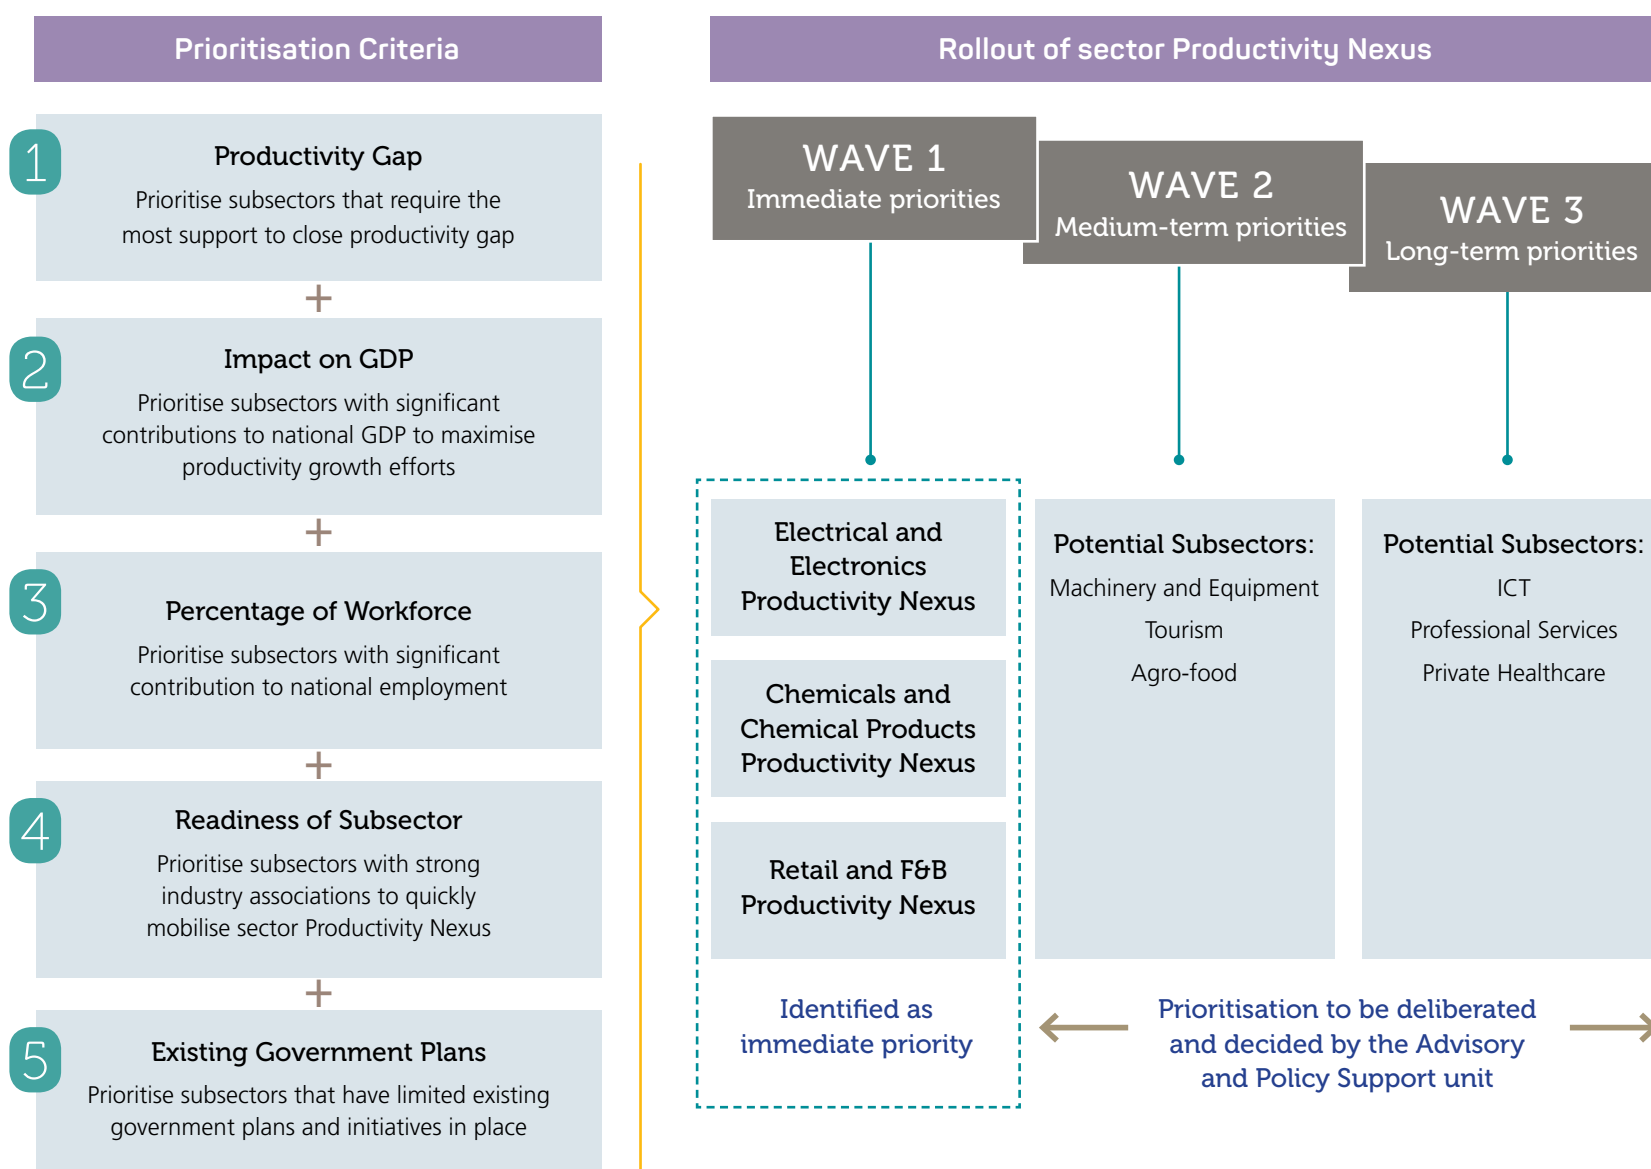 Prioritisation Criteria
1
Productivity Gap
Prioritise subsectors that require the
most support to close productivity gap
+
2
Impact on GDP
Prioritise subsectors with significant
contributions to national GDP to maximise
productivity growth efforts
+
3
Percentage of Workforce
Prioritise subsectors with significant
contribution to national employment
+
4
Readiness of Subsector
Prioritise subsectors with strong
industry associations to quickly
mobilise sector Productivity Nexus
+
5
Existing Government Plans
Prioritise subsectors that have limited existing
government plans and initiatives in place
Rollout of sector Productivity Nexus
WAVE 1
Immediate priorities
WAVE 2
Medium-term priorities
WAVE 3
Long-term priorities
Electrical and
Electronics
Productivity Nexus
Chemicals and
Chemical Products
Productivity Nexus
Retail and F&B
Productivity Nexus
Identified as
immediate priority
Potential Subsectors:
Machinery and Equipment
Tourism
Agro-food
Potential Subsectors:
ICT
Professional Services
Private Healthcare
Prioritisation to be deliberated
and decided by the Advisory
and Policy Support unit